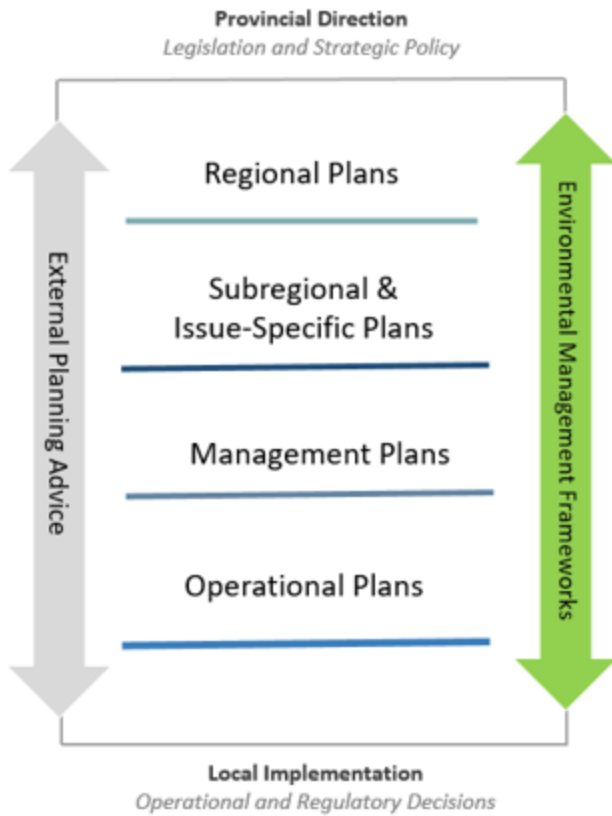 Provincial Direction
Legislation and Strategic Policy
External Planning Advice
Regional Plans
Subregional &
Issue-Specific Plans
Management Plans
Operational Plans
Environmental Management Frameworks
Local Implementation
Operational and Regulatory Decisions